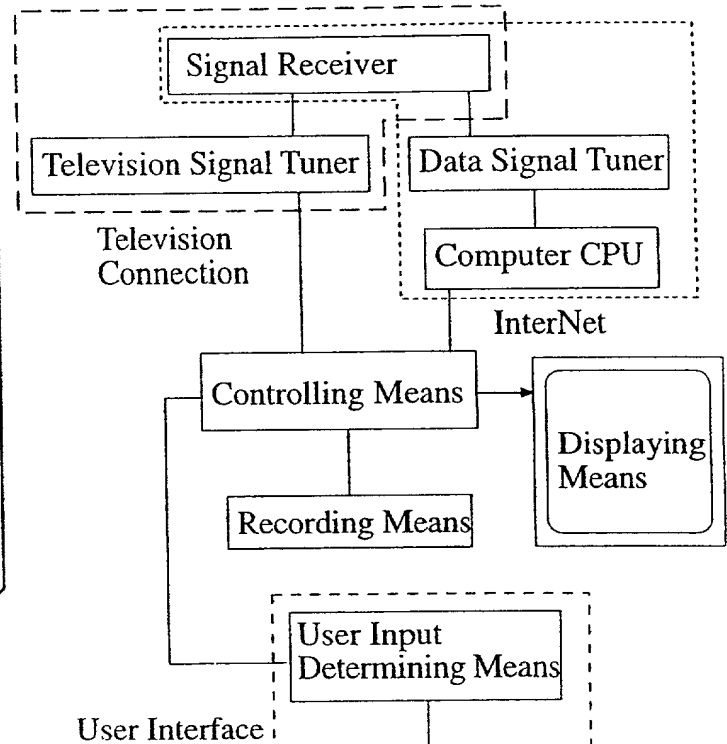 Signal Receiver
Television Signal Tuner
Data Signal Tuner
Television
Connection
Computer CPU
InterNet
Controlling Means
Displaying
Means
Recording Means
User Input
Determining Means
User Interface